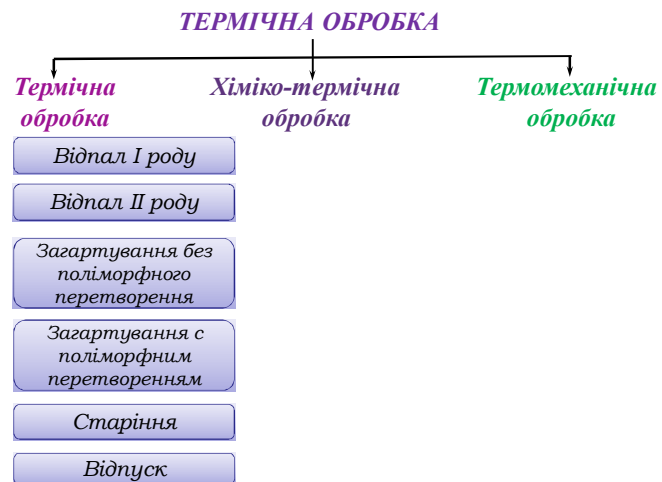 ТЕРМІЧНА ОБРОБКА
Термічна
обробка
Хіміко-термічна
обробка
Термомеханічна
обробка
Відпал І роду
Відпал ІІ роду
Загартування без
поліморфного
перетворення
Загартування с
поліморфним
перетворенням
Старіння
Відпуск